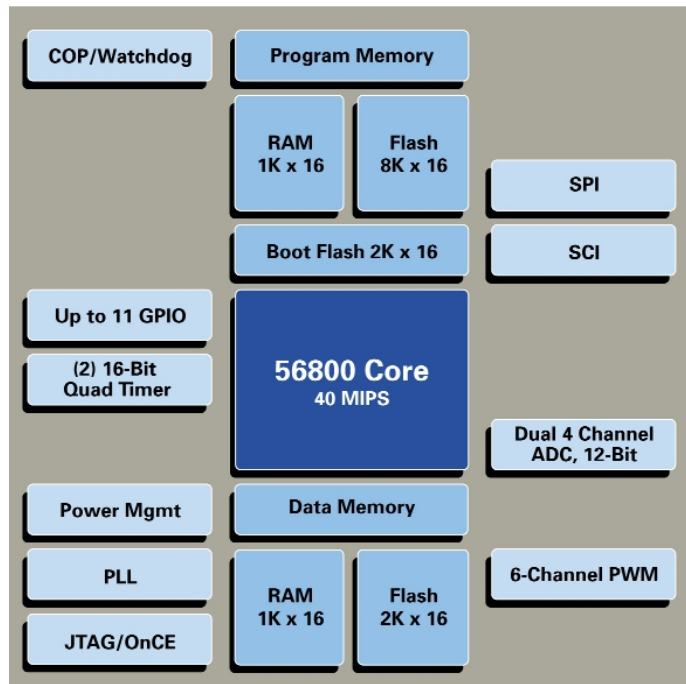 COP/Watchdog
Program Memory
RAM
1K x 16
Flash
8K x 16
SPI
Boot Flash 2K x 16
SCI
Up to 11 GPIO
(2) 16-Bit
Quad Timer
56800 Core
40 MIPS
Dual 4 Channel
ADC, 12-Bit
Power Mgmt
Data Memory
PLL
RAM
1K x 16
Flash
2K x 16
6-Channel PWM
JTAG/OnCE